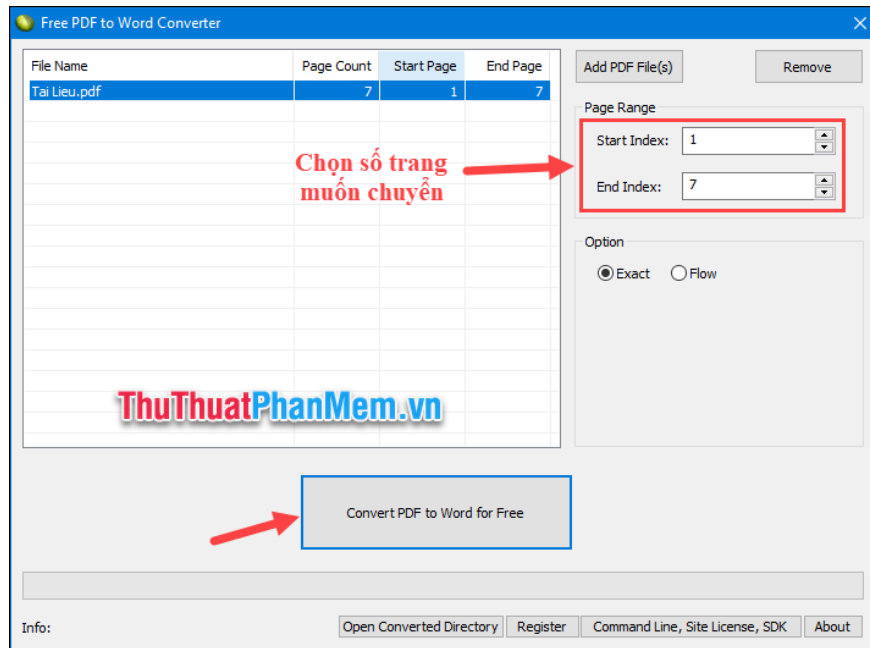 Free PDF to Word Converter
File Name Page Count Start Page End Page
Tai Lieu.pdf 7 1 7
Add PDF File(s) Remove
Page Range
Start Index: 1
End Index: 7
Chọn số trang
muốn chuyển
Option
Exact Flow
ThuThuatPhanMem.vn
Convert PDF to Word for Free
Info: Open Converted Directory Register Command Line, Site License, SDK About